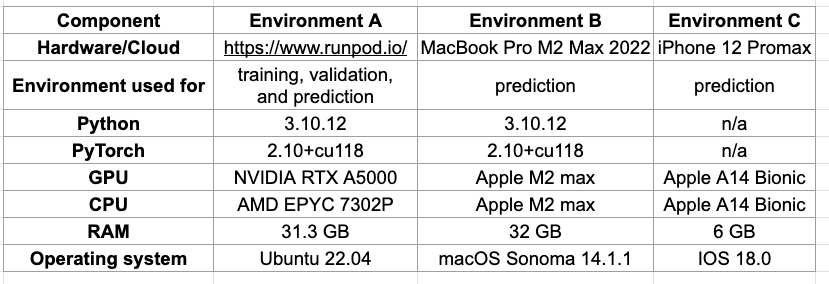 Component Environment A Environment B Environment C
Hardware/Cloud https://www.runpod.io/ MacBook Pro M2 Max 2022 iPhone 12 Promax
Environment used for training, validation, and prediction prediction prediction
Python 3.10.12 3.10.12 n/a
PyTorch 2.10+cu118 2.10+cu118 n/a
GPU NVIDIA RTX A5000 Apple M2 max Apple A14 Bionic
CPU AMD EPYC 7302P Apple M2 max Apple A14 Bionic
RAM 31.3 GB 32 GB 6 GB
Operating system Ubuntu 22.04 macOS Sonoma 14.1.1 IOS 18.0